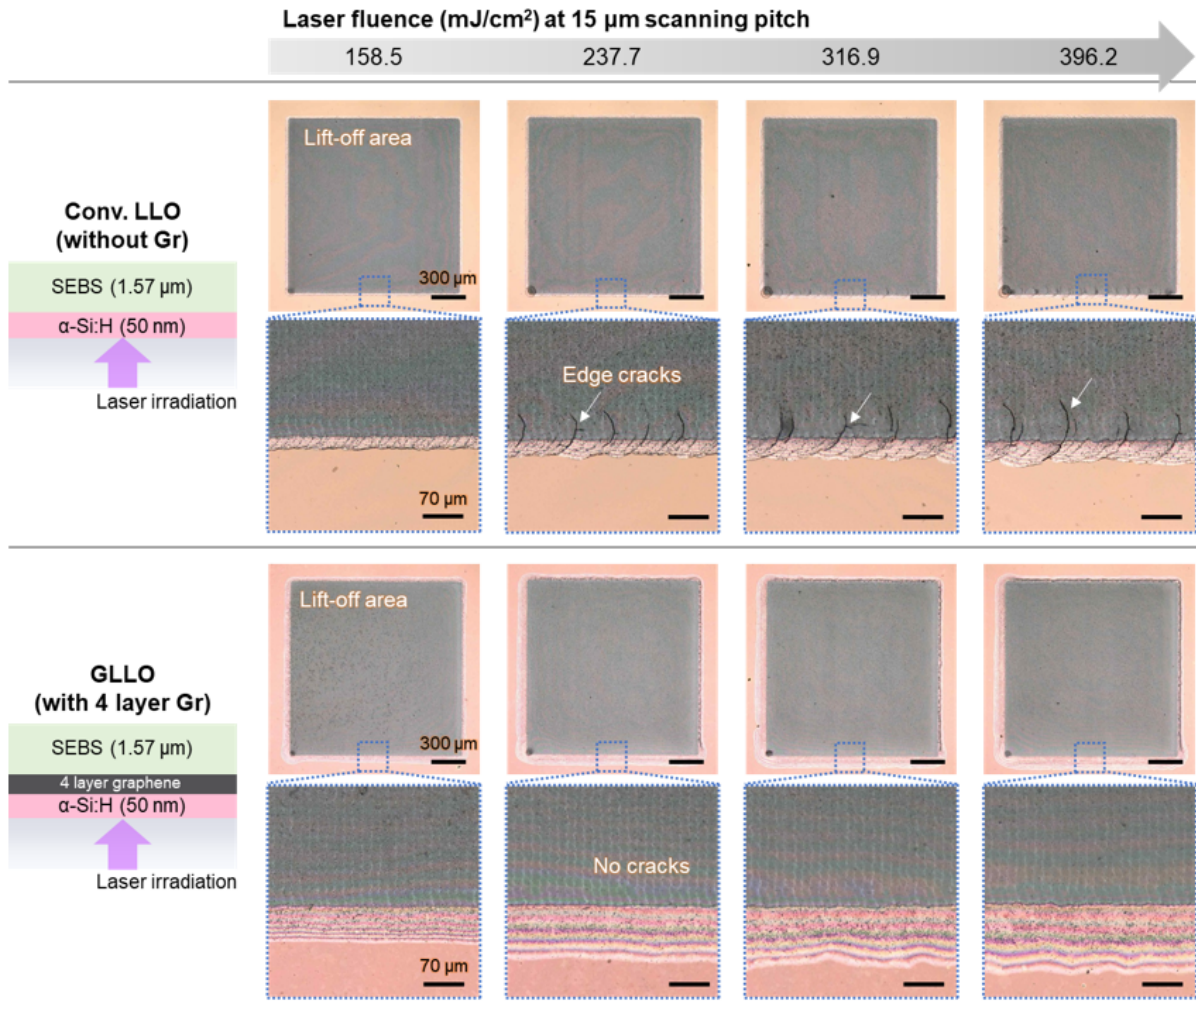 Laser fluence (mJ/cm²) at 15 µm scanning pitch
158.5 237.7 316.9 396.2
Conv. LLO
(without Gr)
SEBS (1.57 µm)
α-Si:H (50 nm)
Laser irradiation
Lift-off area
300 µm
Edge cracks
70 µm
GLLO
(with 4 layer Gr)
SEBS (1.57 µm)
4 layer graphene
α-Si:H (50 nm)
Laser irradiation
Lift-off area
300 µm
No cracks
70 µm